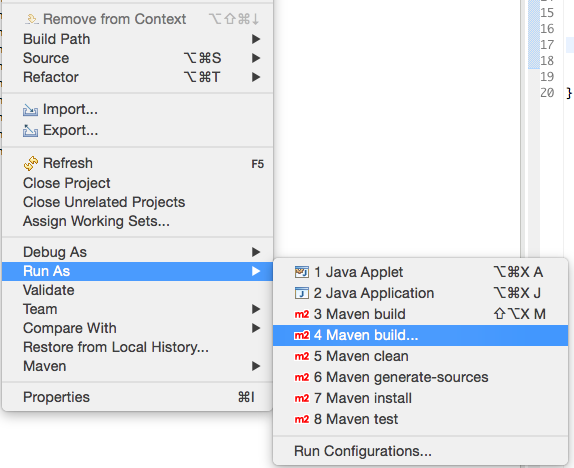 Remove from Context ⌥⇧⌘↓
Build Path
Source ⌥⌘S
Refactor ⌥⌘T
Import...
Export...
Refresh F5
Close Project
Close Unrelated Projects
Assign Working Sets...
Debug As
Run As
Validate
Team
Compare With
Restore from Local History...
Maven
Properties ⌘I
1 Java Applet ⌥⌘X A
2 Java Application ⌥⌘X J
m2 3 Maven build ⇧⌥X M
m2 4 Maven build...
m2 5 Maven clean
m2 6 Maven generate-sources
m2 7 Maven install
m2 8 Maven test
Run Configurations...
15
16
17
18
19
20 }